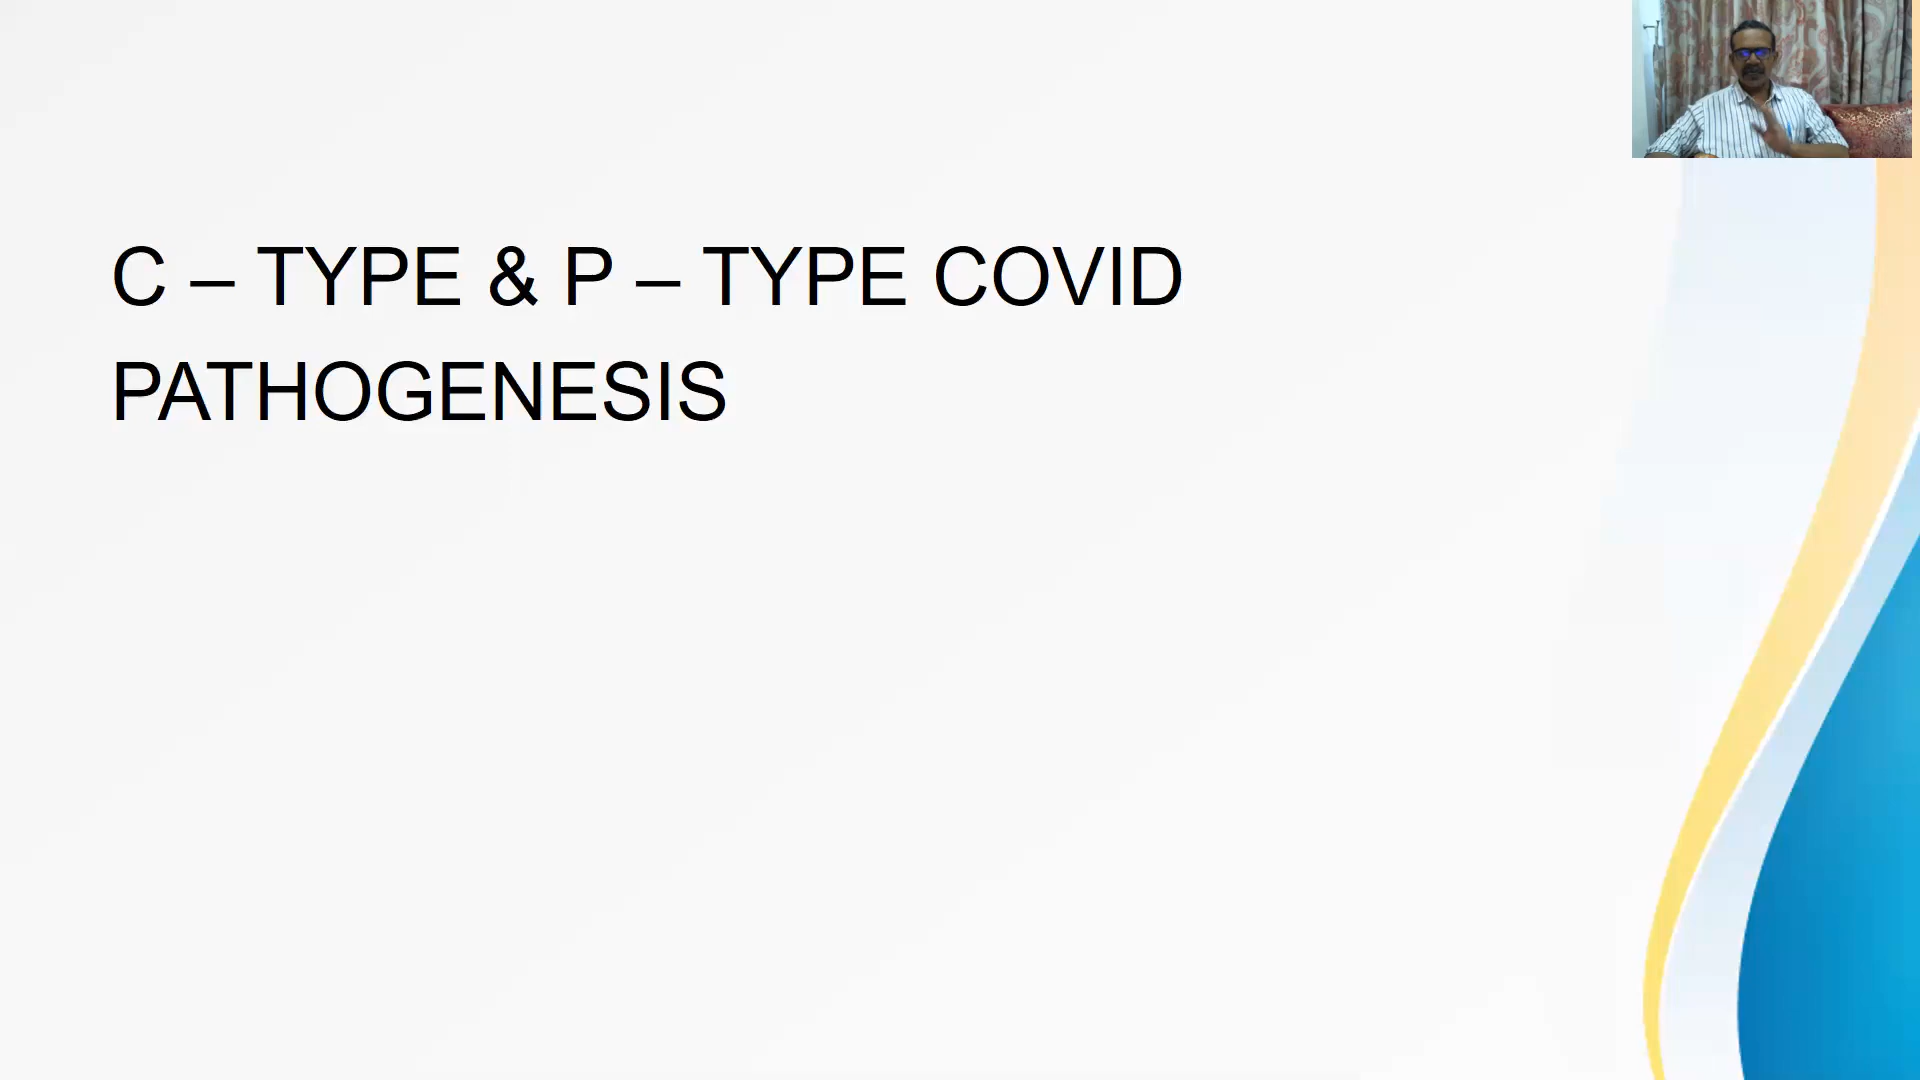 C – TYPE & P – TYPE COVID
PATHOGENESIS